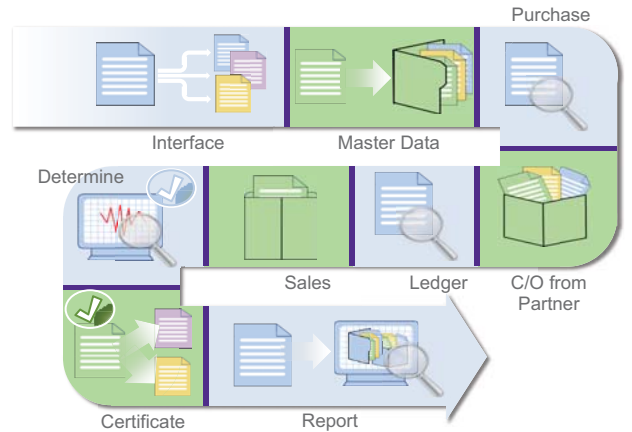 Purchase
Interface
Master Data
Determine
Sales
Ledger
C/O from
Partner
Certificate
Report